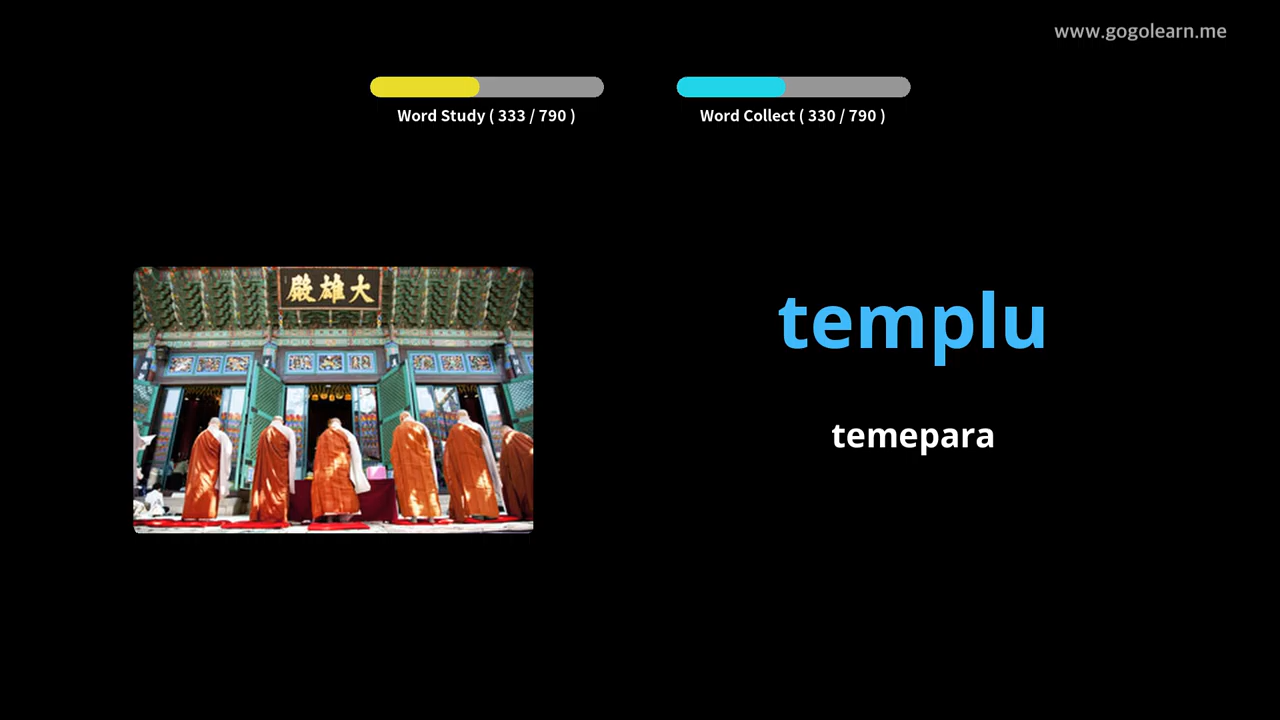 www.gogolearn.me
Word Study ( 333 / 790 )
Word Collect ( 330 / 790 )
殿雄大
templu
temepara